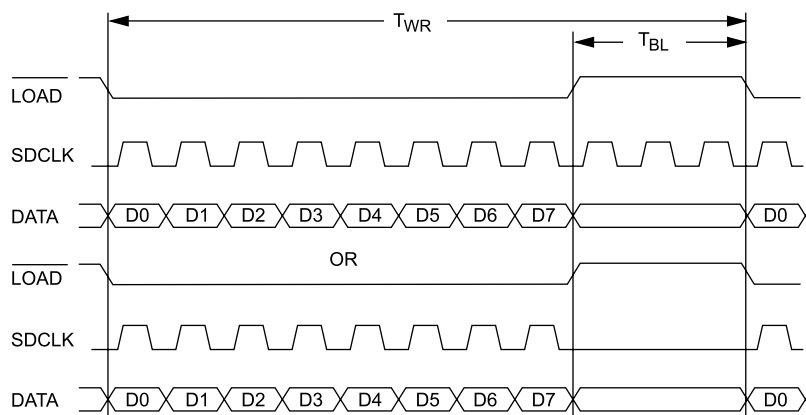 TWR
TBL
LOAD
SDCLK
DATA D0 D1 D2 D3 D4 D5 D6 D7 D0
OR
LOAD
SDCLK
DATA D0 D1 D2 D3 D4 D5 D6 D7 D0